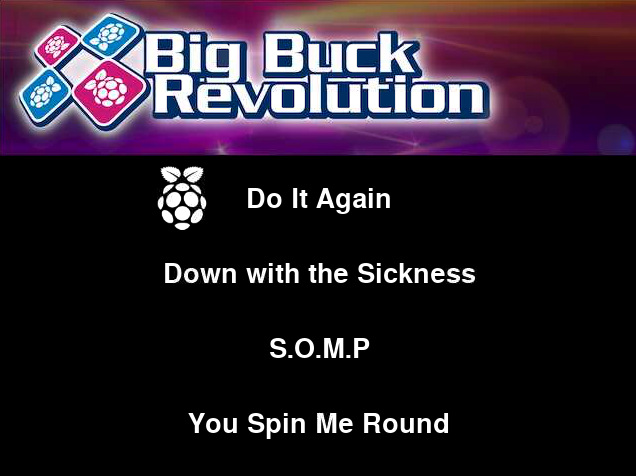 Big Buck
Revolution
Do It Again
Down with the Sickness
S.O.M.P
You Spin Me Round